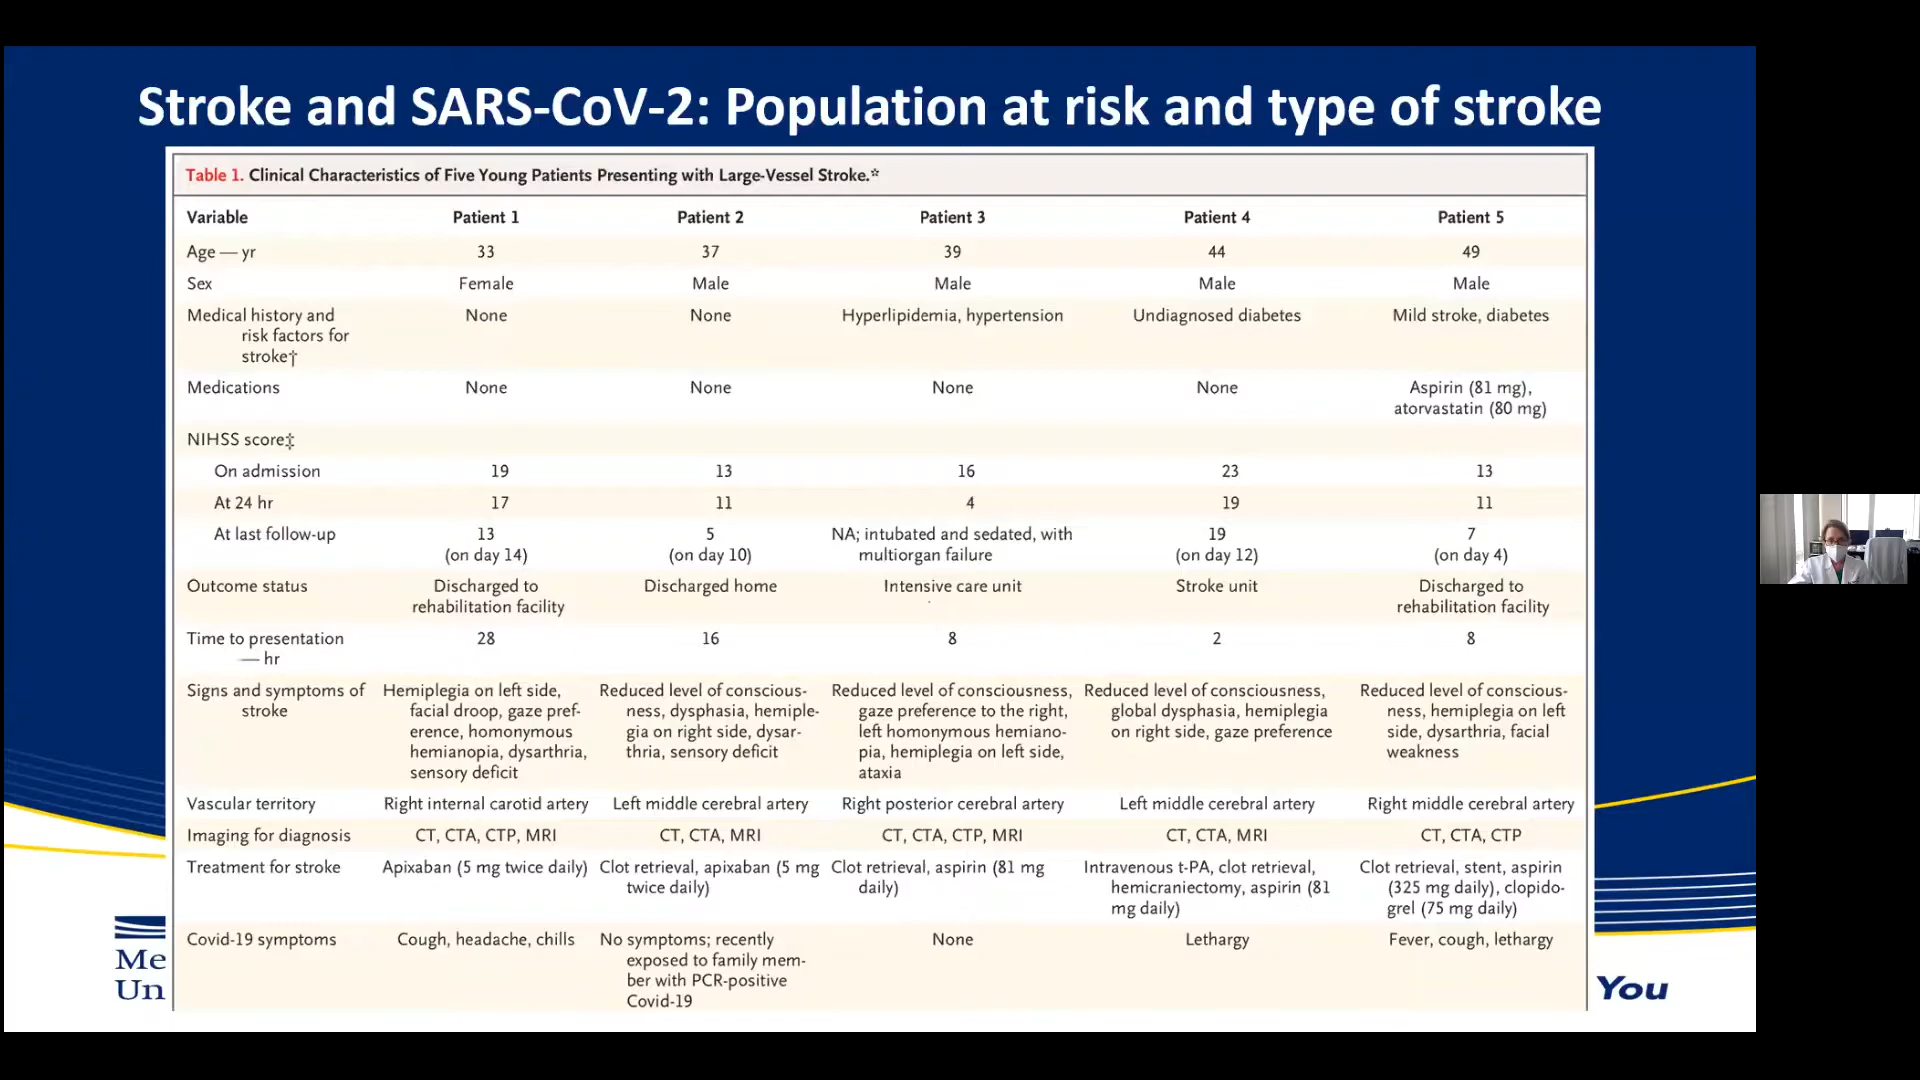 Stroke and SARS-CoV-2: Population at risk and type of stroke
Table 1. Clinical Characteristics of Five Young Patients Presenting with Large-Vessel Stroke.*
Variable Patient 1 Patient 2 Patient 3 Patient 4 Patient 5
Age — yr 33 37 39 44 49
Sex Female Male Male Male Male
Medical history and None None Hyperlipidemia, hypertension Undiagnosed diabetes Mild stroke, diabetes
risk factors for
stroke†
Medications None None None None Aspirin (81 mg),
atorvastatin (80 mg)
NIHSS score‡
On admission 19 13 16 23 13
At 24 hr 17 11 4 19 11
At last follow-up 13 5 NA; intubated and sedated, with 19 7
(on day 14) (on day 10) multiorgan failure (on day 12) (on day 4)
Outcome status Discharged to Discharged home Intensive care unit Stroke unit Discharged to
rehabilitation facility rehabilitation facility
Time to presentation 28 16 8 2 8
— hr
Signs and symptoms of Hemiplegia on left side, Reduced level of conscious- Reduced level of consciousness, Reduced level of consciousness, Reduced level of conscious-
stroke facial droop, gaze pref- ness, dysphasia, hemiple- gaze preference to the right, global dysphasia, hemiplegia ness, hemiplegia on left
erence, homonymous gia on right side, dysar- left homonymous hemiano- on right side, gaze preference side, dysarthria, facial
hemianopia, dysarthria, thria, sensory deficit pia, hemiplegia on left side, weakness
sensory deficit ataxia
Vascular territory Right internal carotid artery Left middle cerebral artery Right posterior cerebral artery Left middle cerebral artery Right middle cerebral artery
Imaging for diagnosis CT, CTA, CTP, MRI CT, CTA, MRI CT, CTA, CTP, MRI CT, CTA, MRI CT, CTA, CTP
Treatment for stroke Apixaban (5 mg twice daily) Clot retrieval, apixaban (5 mg Clot retrieval, aspirin (81 mg Intravenous t-PA, clot retrieval, Clot retrieval, stent, aspirin
twice daily) daily) hemicraniectomy, aspirin (81 (325 mg daily), clopido-
mg daily) grel (75 mg daily)
Covid-19 symptoms Cough, headache, chills No symptoms; recently None Lethargy Fever, cough, lethargy
exposed to family mem-
ber with PCR-positive
Covid-19
Me
Un
You